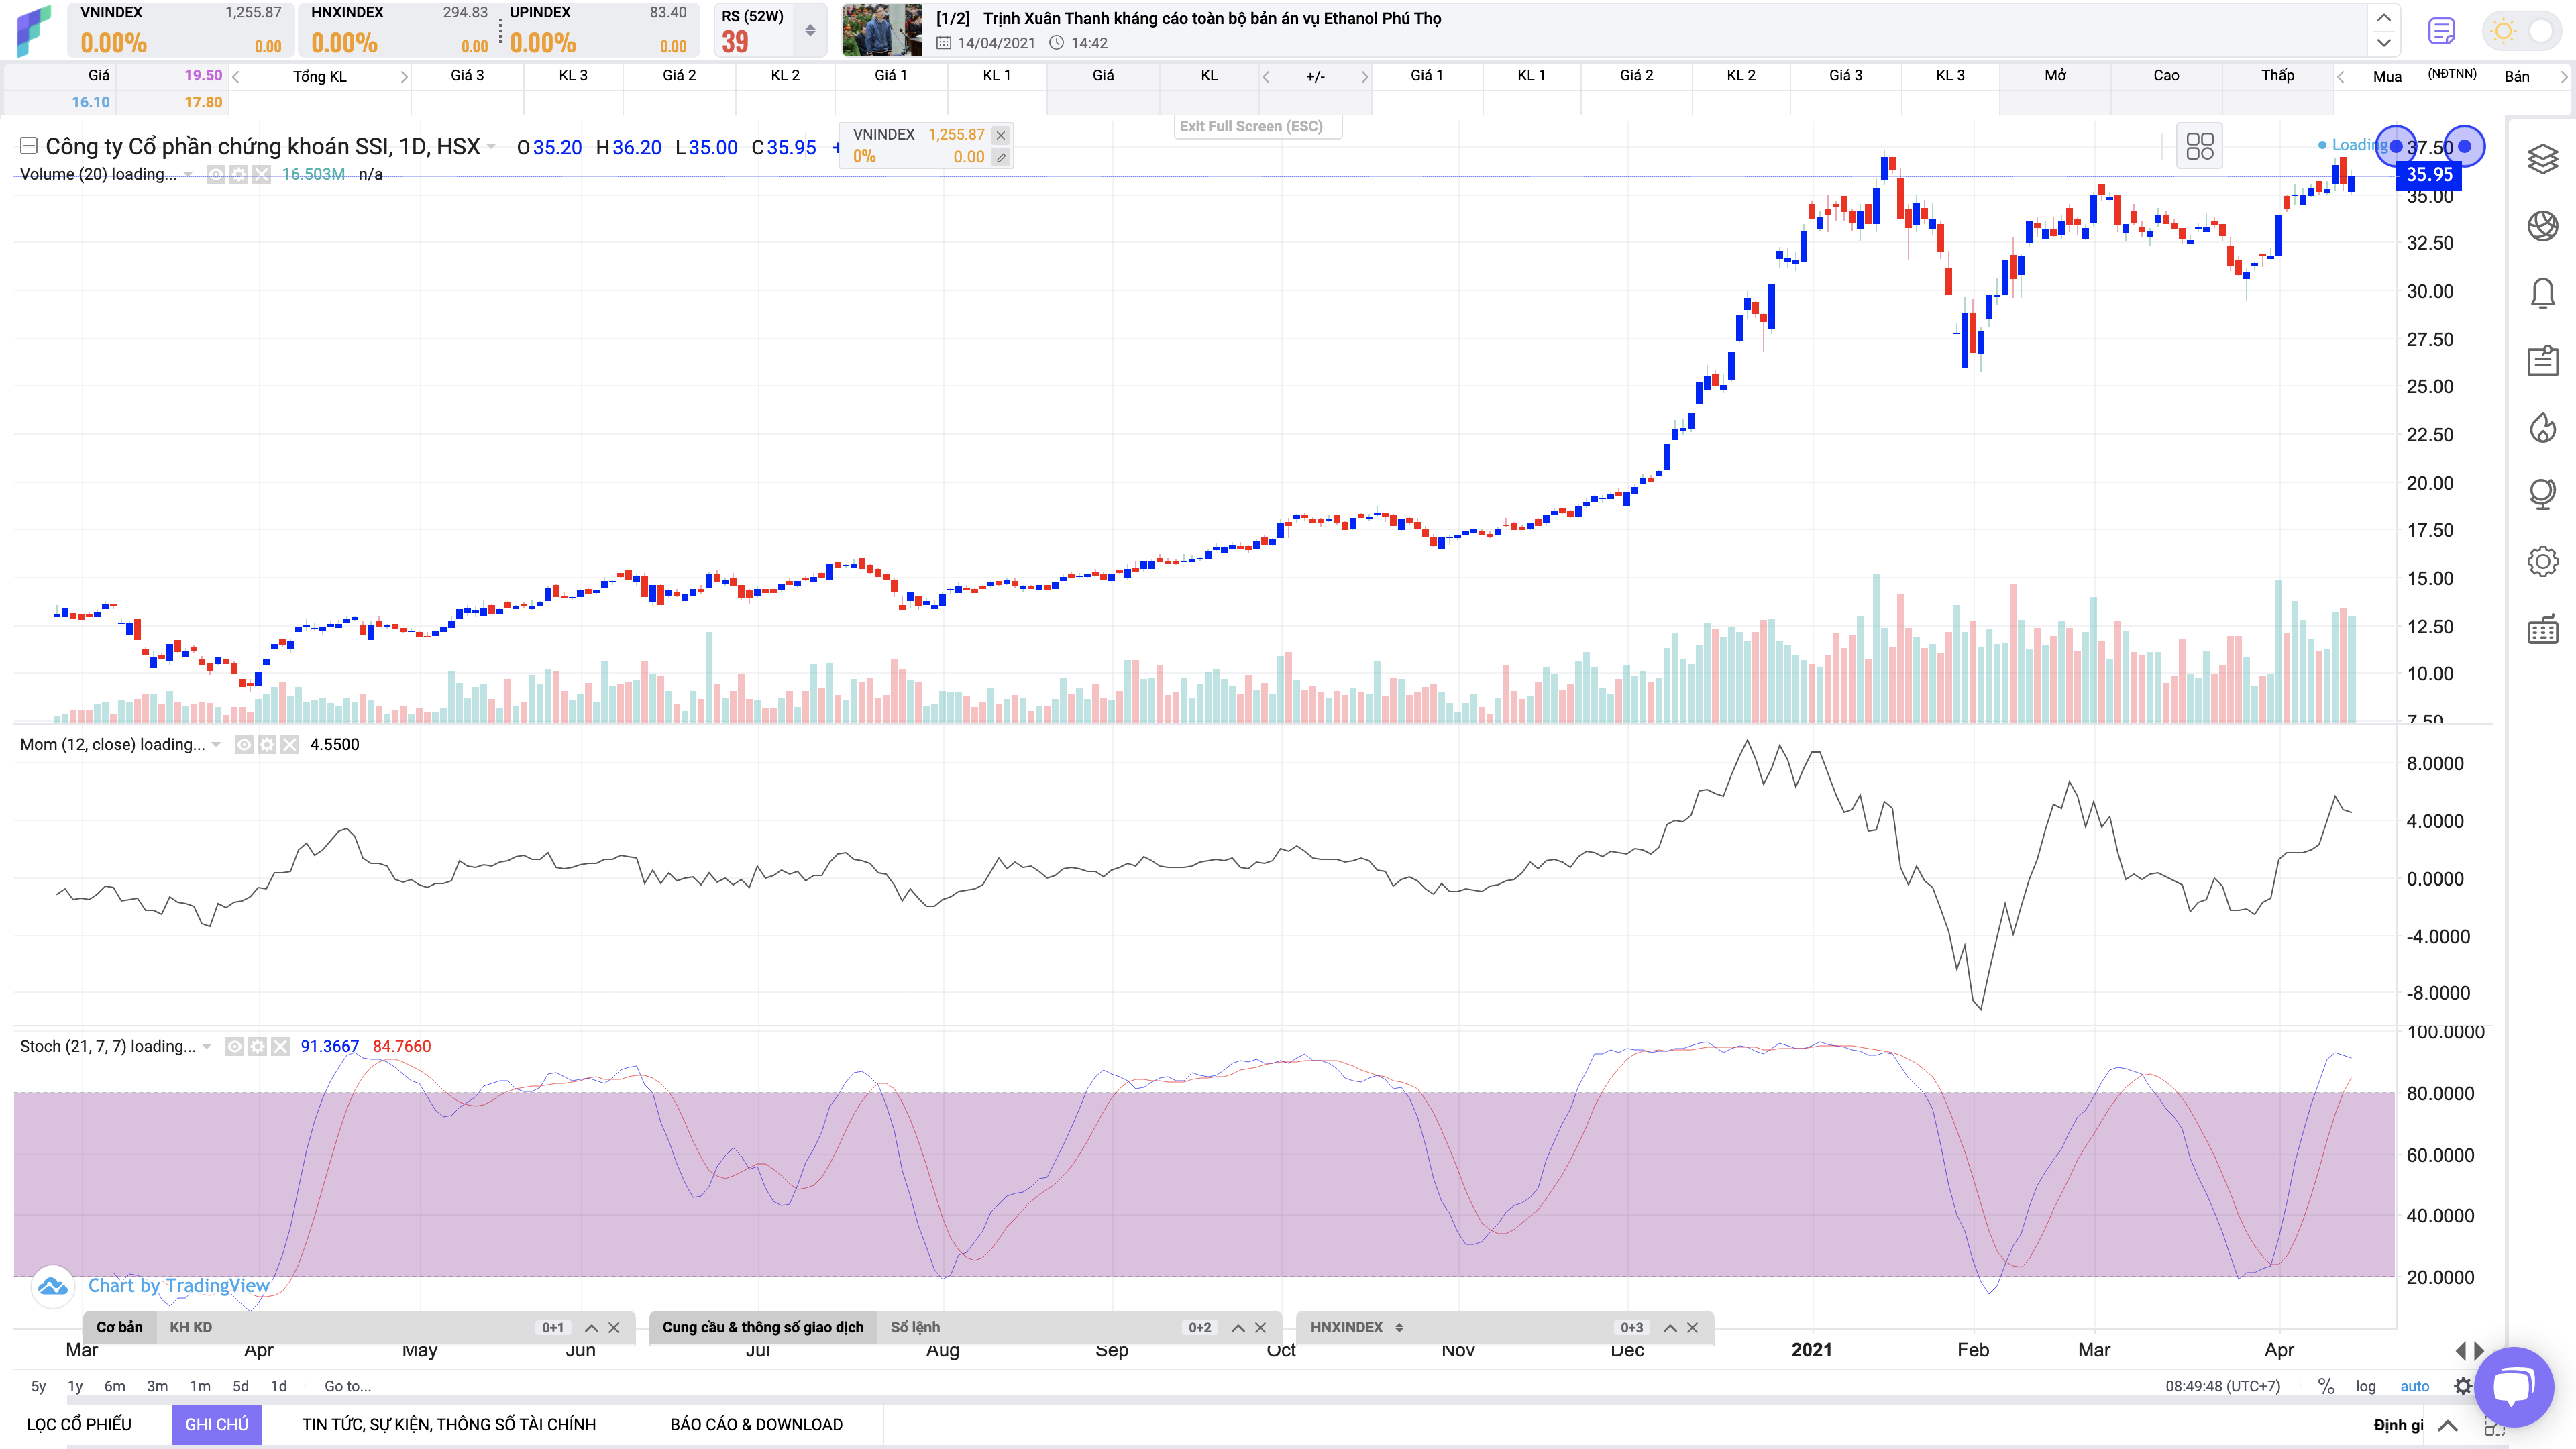 VNINDEX 1,255.87 HNXINDEX 294.83 UPINDEX 83.40
0.00% 0.00 0.00% 0.00 0.00% 0.00
RS (52W)
39
[1/2] Trịnh Xuân Thanh kháng cáo toàn bộ bản án vụ Ethanol Phú Thọ
14/04/2021 14:42
Giá 19.50 Tổng KL Giá 3 KL 3 Giá 2 KL 2 Giá 1 KL 1 Giá KL +/- Giá 1 KL 1 Giá 2 KL 2 Giá 3 KL 3 Mở Cao Thấp Mua (NĐTNN) Bán
16.10 17.80
Exit Full Screen (ESC)
Công ty Cổ phần chứng khoán SSI, 1D, HSX O35.20 H36.20 L35.00 C35.95
VNINDEX 1,255.87
0% 0.00
Loading
Volume (20) loading... 16.503M n/a
37.50
35.95
35.00
32.50
30.00
27.50
25.00
22.50
20.00
17.50
15.00
12.50
10.00
7.50
Mom (12, close) loading... 4.5500
8.0000
4.0000
0.0000
-4.0000
-8.0000
Stoch (21, 7, 7) loading... 91.3667 84.7660
100.0000
80.0000
60.0000
40.0000
20.0000
Chart by TradingView
Cơ bản KH KD 0+1 Cung cầu & thông số giao dịch Sổ lệnh 0+2 HNXINDEX 0+3
Mar Apr May Jun Jul Aug Sep Oct Nov Dec 2021 Feb Mar Apr
5y 1y 6m 3m 1m 5d 1d Go to... 08:49:48 (UTC+7) % log auto
LỌC CỔ PHIẾU GHI CHÚ TIN TỨC, SỰ KIỆN, THÔNG SỐ TÀI CHÍNH BÁO CÁO & DOWNLOAD Định gi